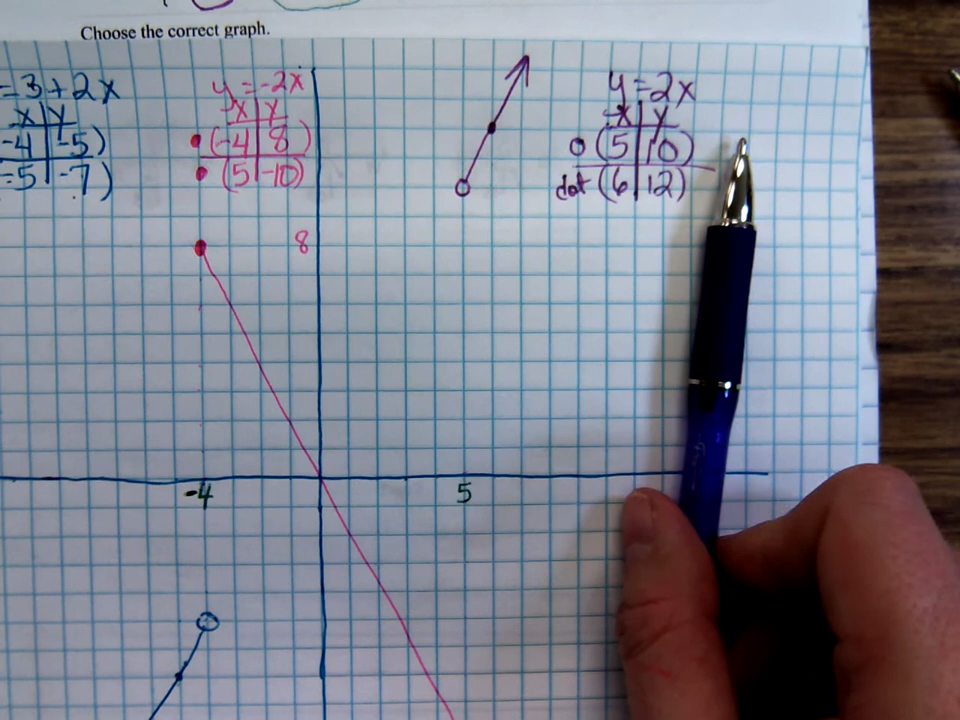 Choose the correct graph.
=3+2x
x y
-4 -5)
-5 -7)
y=-2x
x y
(-4 8)
(5 -10)
y=2x
x y
(5 10)
dot (6 12)
8
-4
5